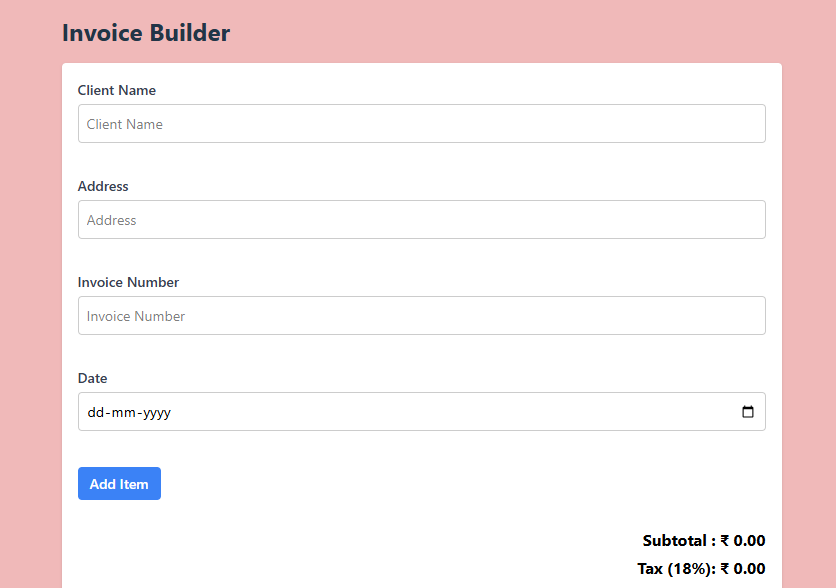 Invoice Builder
Client Name
Client Name
Address
Address
Invoice Number
Invoice Number
Date
dd-mm-yyyy
Add Item
Subtotal : ₹ 0.00
Tax (18%): ₹ 0.00